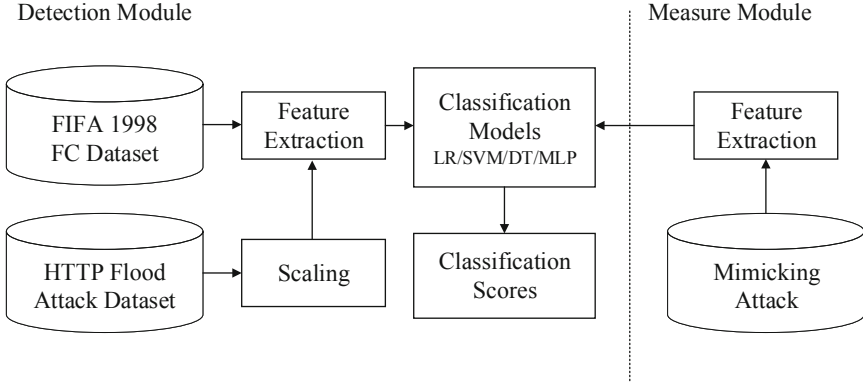 Detection Module
Measure Module
FIFA 1998
FC Dataset
Feature
Extraction
Classification
Models
LR/SVM/DT/MLP
Feature
Extraction
HTTP Flood
Attack Dataset
Scaling
Classification
Scores
Mimicking
Attack